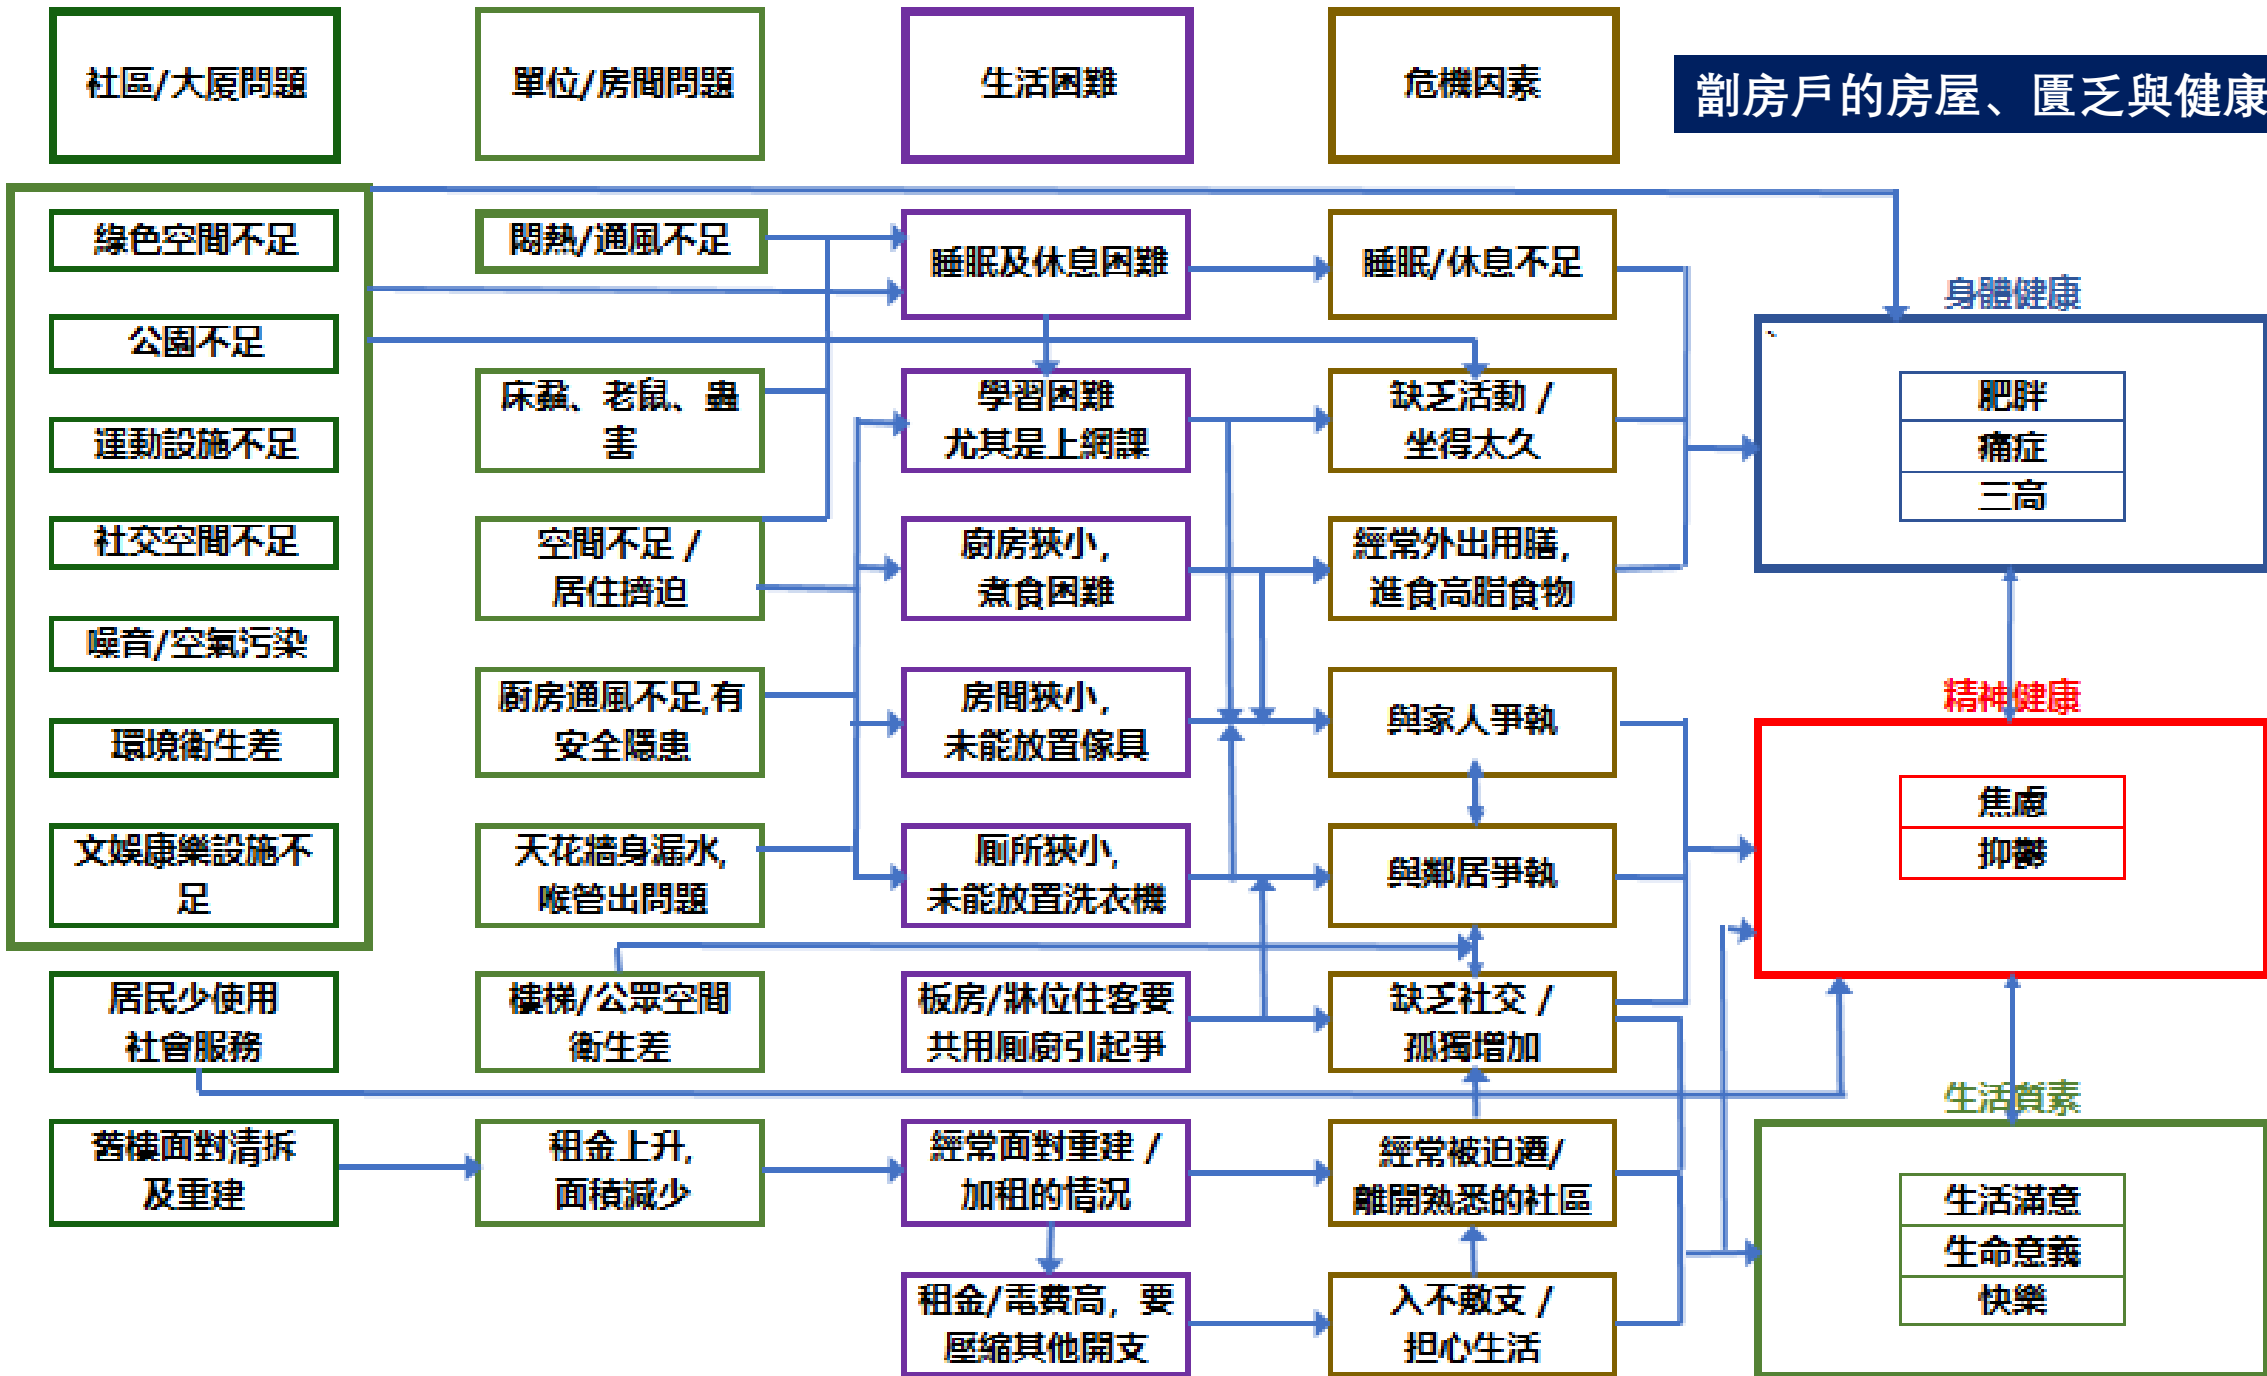 社區/大廈問題
單位/房間問題
生活困難
危機因素
劏房戶的房屋、匱乏與健康
綠色空間不足
公園不足
運動設施不足
社交空間不足
噪音/空氣污染
環境衞生差
文娛康樂設施不
足
居民少使用
社會服務
舊樓面對清拆
及重建
悶熱/通風不足
床蝨、老鼠、蟲
害
空間不足 /
居住擠迫
廚房通風不足,有
安全隱患
天花牆身漏水,
喉管出問題
樓梯/公眾空間
衞生差
租金上升,
面積減少
睡眠及休息困難
學習困難
尤其是上網課
廚房狹小,
煮食困難
房間狹小,
未能放置傢具
厠所狹小,
未能放置洗衣機
板房/牀位住客要
共用厠廚引起爭
經常面對重建 /
加租的情況
租金/電費高, 要
壓縮其他開支
睡眠/休息不足
缺乏活動 /
坐得太久
經常外出用膳,
進食高脂食物
與家人爭執
與鄰居爭執
缺乏社交 /
孤獨增加
經常被迫遷/
離開熟悉的社區
入不敷支 /
担心生活
身體健康
肥胖
痛症
三高
精神健康
焦慮
抑鬱
生活質素
生活滿意
生命意義
快樂